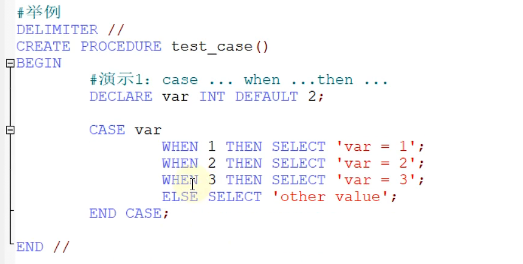 #举例
DELIMITER //
CREATE PROCEDURE test_case()
BEGIN
#演示1: case ... when ...then ...
DECLARE var INT DEFAULT 2;
CASE var
WHEN 1 THEN SELECT 'var = 1';
WHEN 2 THEN SELECT 'var = 2';
WHEN 3 THEN SELECT 'var = 3';
ELSE SELECT 'other value';
END CASE;
END //